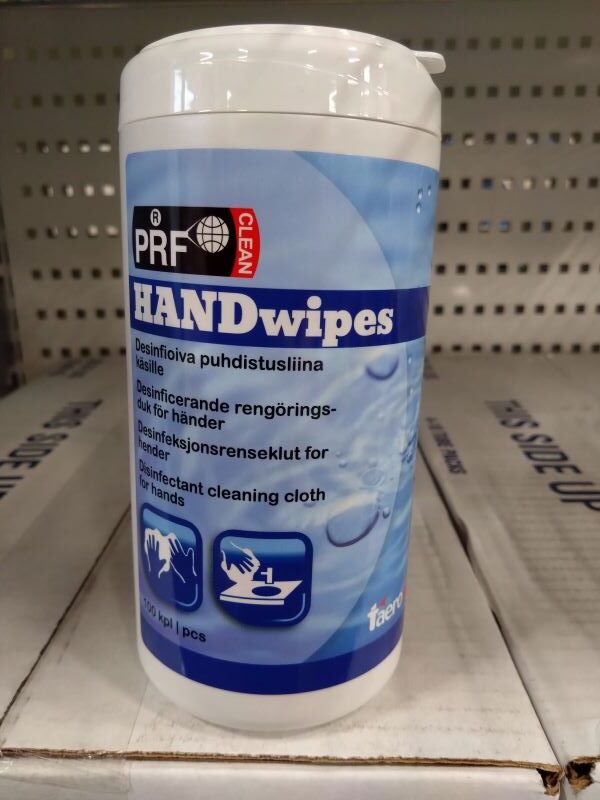 ®
PRF
CLEAN
HANDwipes
Desinfioiva puhdistusliina
käsille
Desinficerande rengörings-
duk för händer
Desinfeksjonsrenseklut for
hender
Disinfectant cleaning cloth
for hands
100 kpl | pcs
taero
THIS SIDE UP
THIS SIDE UP